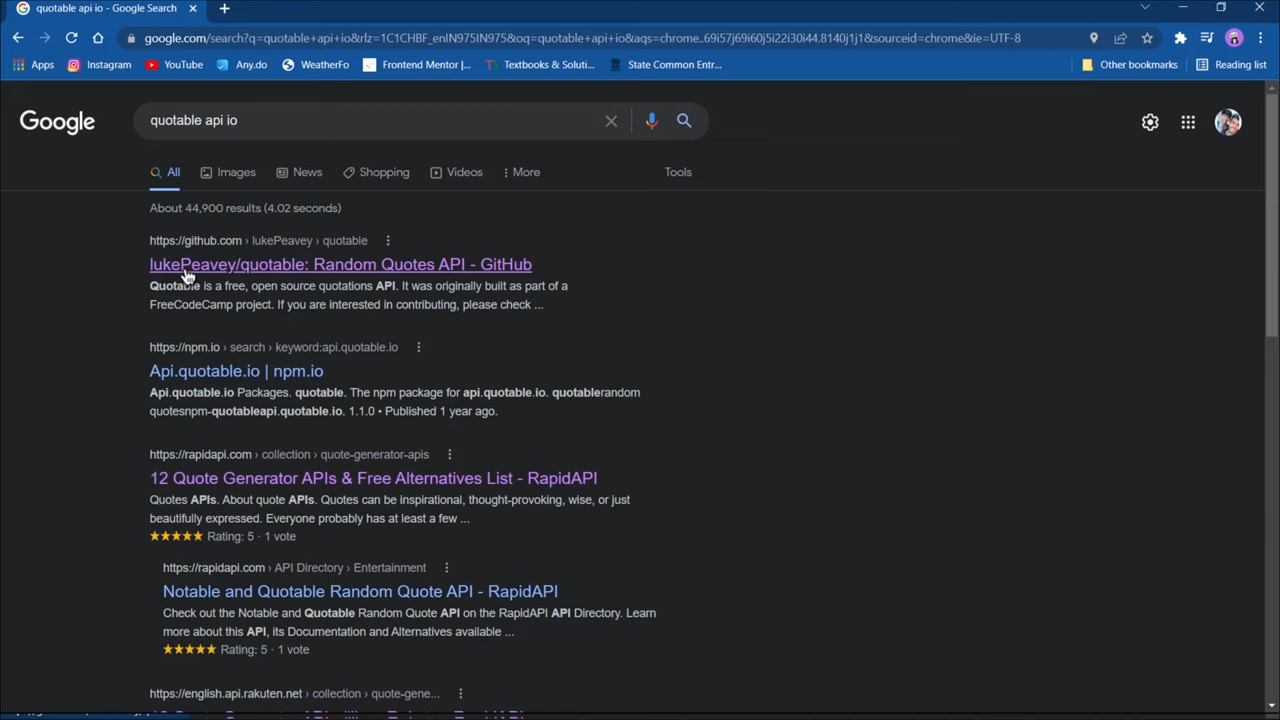 quotable api io - Google Search
google.com/search?q=quotable+api+io&rlz=1C1CHBF_enIN975IN975&oq=quotable+api+io&aqs=chrome..69i57j69i60j5i22i30i44.8140j1j1&sourceid=chrome&ie=UTF-8
Apps Instagram YouTube Any.do WeatherFo Frontend Mentor |... Textbooks & Soluti... State Common Entr... Other bookmarks Reading list
Google quotable api io
All Images News Shopping Videos More Tools
About 44,900 results (4.02 seconds)
https://github.com › lukePeavey › quotable
lukePeavey/quotable: Random Quotes API - GitHub
Quotable is a free, open source quotations API. It was originally built as part of a
FreeCodeCamp project. If you are interested in contributing, please check ...
https://npm.io › search › keyword:api.quotable.io
Api.quotable.io | npm.io
Api.quotable.io Packages. quotable. The npm package for api.quotable.io. quotablerandom
quotesnpm-quotableapi.quotable.io. 1.1.0 • Published 1 year ago.
https://rapidapi.com › collection › quote-generator-apis
12 Quote Generator APIs & Free Alternatives List - RapidAPI
Quotes APIs. About quote APIs. Quotes can be inspirational, thought-provoking, wise, or just
beautifully expressed. Everyone probably has at least a few ...
Rating: 5 · 1 vote
https://rapidapi.com › API Directory › Entertainment
Notable and Quotable Random Quote API - RapidAPI
Check out the Notable and Quotable Random Quote API on the RapidAPI API Directory. Learn
more about this API, its Documentation and Alternatives available ...
Rating: 5 · 1 vote
https://english.api.rakuten.net › collection › quote-gene...